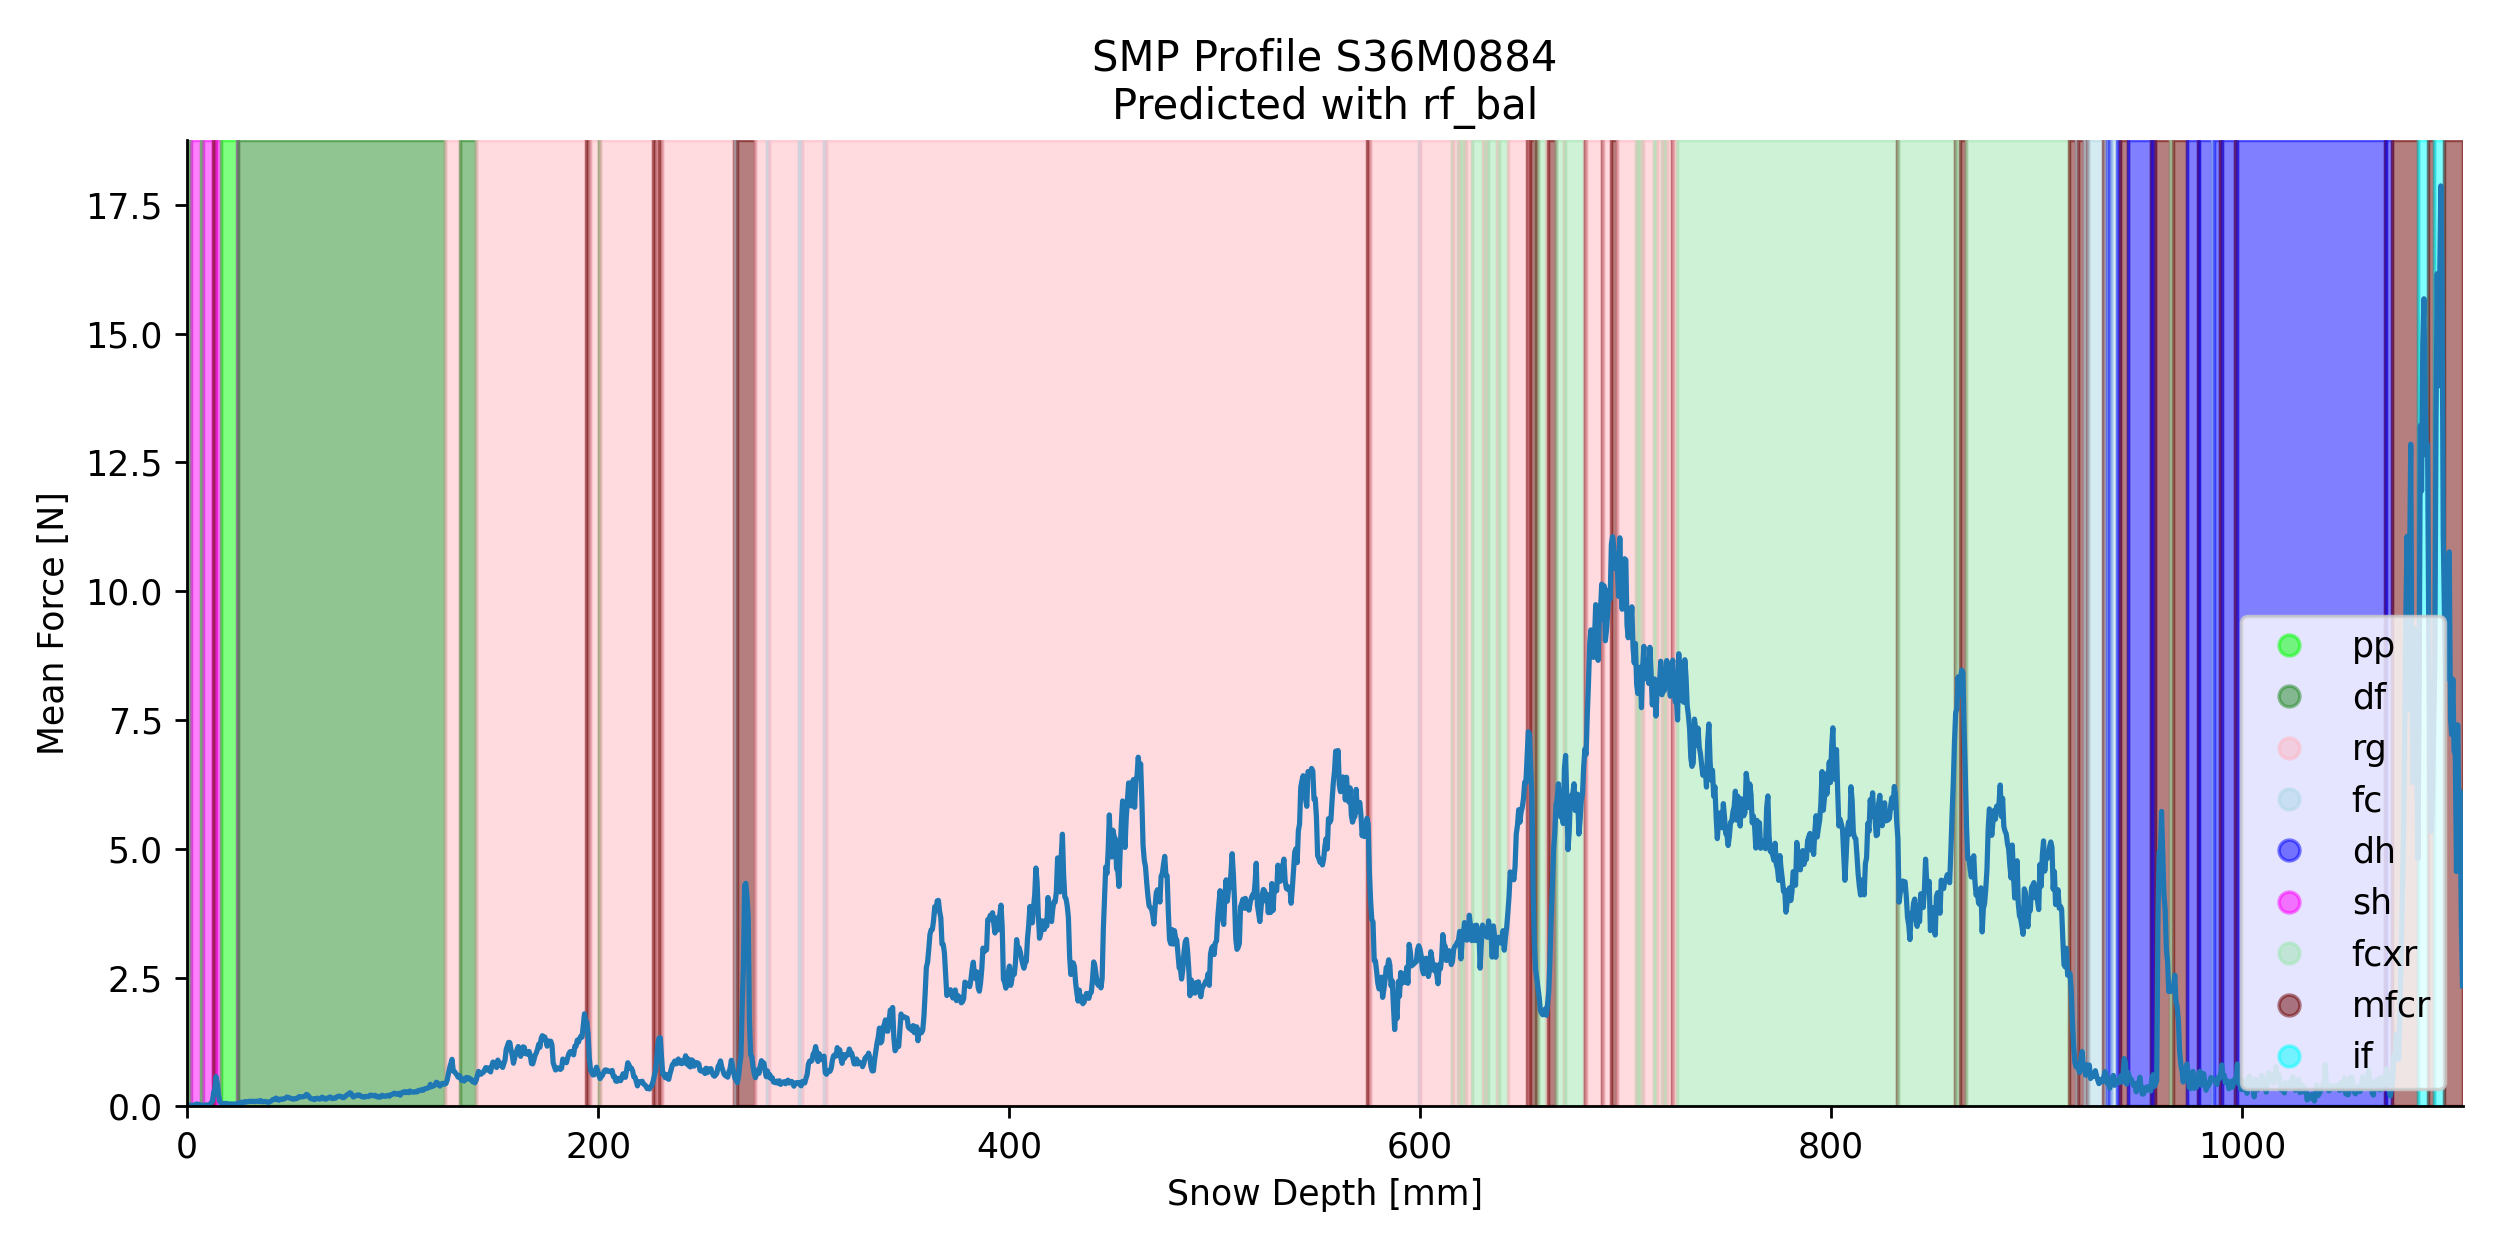 SMP Profile S36M0884
Predicted with rf_bal
Mean Force [N]
17.5
15.0
12.5
10.0
7.5
5.0
2.5
0.0
0
200
400
600
800
1000
Snow Depth [mm]
pp
df
rg
fc
dh
sh
fcxr
mfcr
if